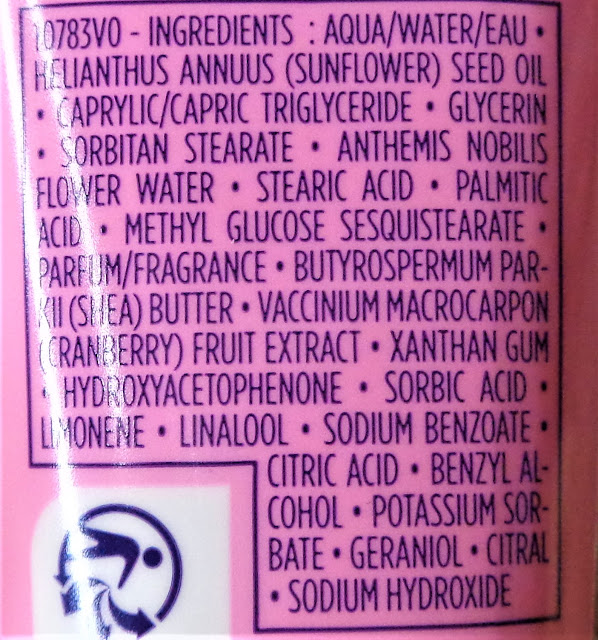 10783V0 - INGREDIENTS : AQUA/WATER/EAU •
HELIANTHUS ANNUUS (SUNFLOWER) SEED OIL
• CAPRYLIC/CAPRIC TRIGLYCERIDE • GLYCERIN
• SORBITAN STEARATE • ANTHEMIS NOBILIS
FLOWER WATER • STEARIC ACID • PALMITIC
ACID • METHYL GLUCOSE SESQUISTEARATE •
PARFUM/FRAGRANCE • BUTYROSPERMUM PAR-
KII (SHEA) BUTTER • VACCINIUM MACROCARPON
(CRANBERRY) FRUIT EXTRACT • XANTHAN GUM
• HYDROXYACETOPHENONE • SORBIC ACID •
LIMONENE • LINALOOL • SODIUM BENZOATE •
CITRIC ACID • BENZYL AL-
COHOL • POTASSIUM SOR-
BATE • GERANIOL • CITRAL
• SODIUM HYDROXIDE